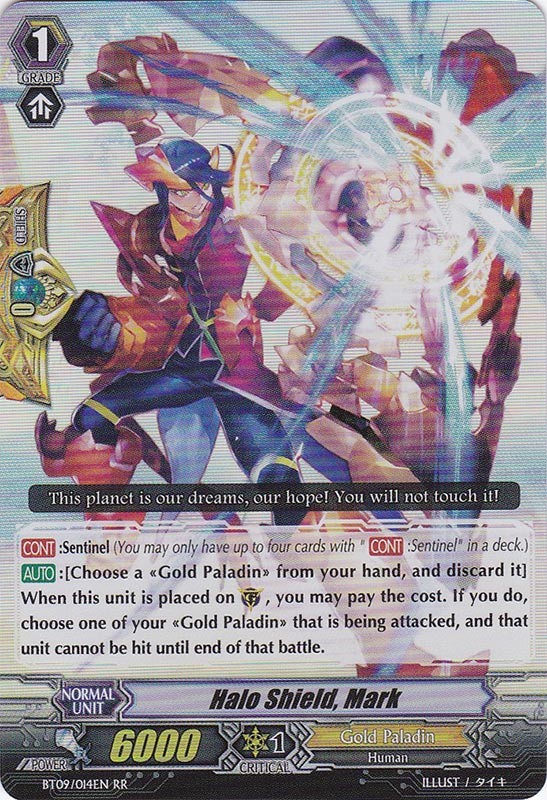 1
GRADE
SHIELD
0
This planet is our dreams, our hope! You will not touch it!
CONT :Sentinel (You may only have up to four cards with " CONT :Sentinel" in a deck.)
AUTO :[Choose a «Gold Paladin» from your hand, and discard it]
When this unit is placed on , you may pay the cost. If you do,
choose one of your «Gold Paladin» that is being attacked, and that
unit cannot be hit until end of that battle.
NORMAL
UNIT
Halo Shield, Mark
POWER
6000
1
CRITICAL
Gold Paladin
Human
BT09/014EN RR
ILLUST / タイキ